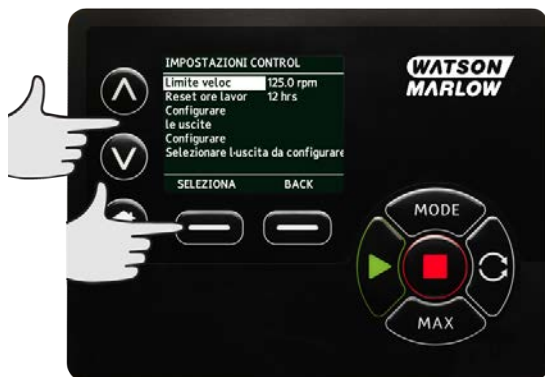 IMPOSTAZIONI CONTROL
Limite veloc 125.0 rpm
Reset ore lavor 12 hrs
Configurare
le uscite
Configurare
Selezionare l-uscita da configurare
SELEZIONA BACK
WATSON
MARLOW
MODE
MAX